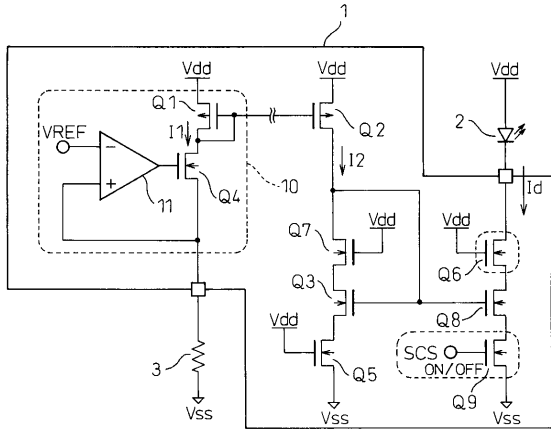 1
Vdd
Vdd
Vdd
Q1
Q2
2
VREF
I1
I2
Id
−
+
11
Q4
10
Q7
Vdd
Vdd
Q6
Q3
Q8
Vdd
3
Q5
SCS
ON/OFF
Q9
Vss
Vss
Vss